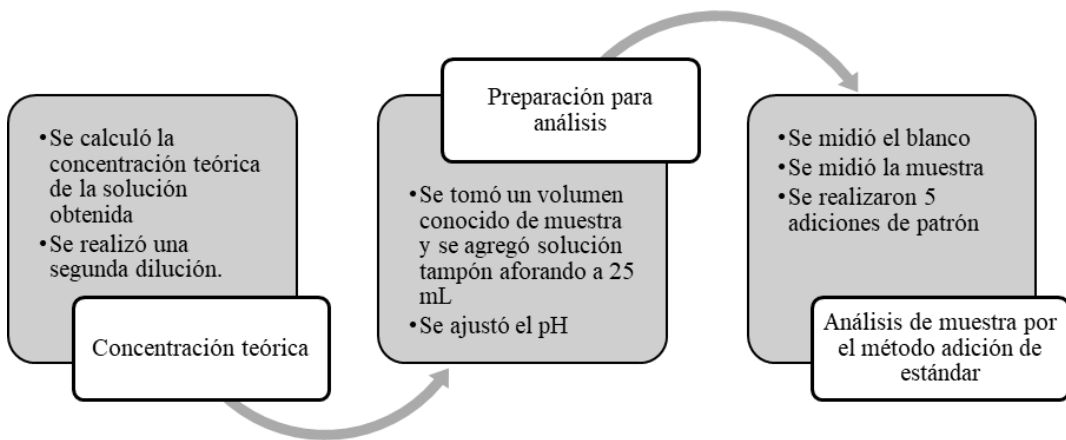 •Se calculó la
concentración teórica
de la solución
obtenida
•Se realizó una
segunda dilución.
Concentración teórica
Preparación para
análisis
•Se tomó un volumen
conocido de muestra
y se agregó solución
tampón aforando a 25
mL
•Se ajustó el pH
•Se midió el blanco
•Se midió la muestra
•Se realizaron 5
adiciones de patrón
Análisis de muestra por
el método adición de
estándar